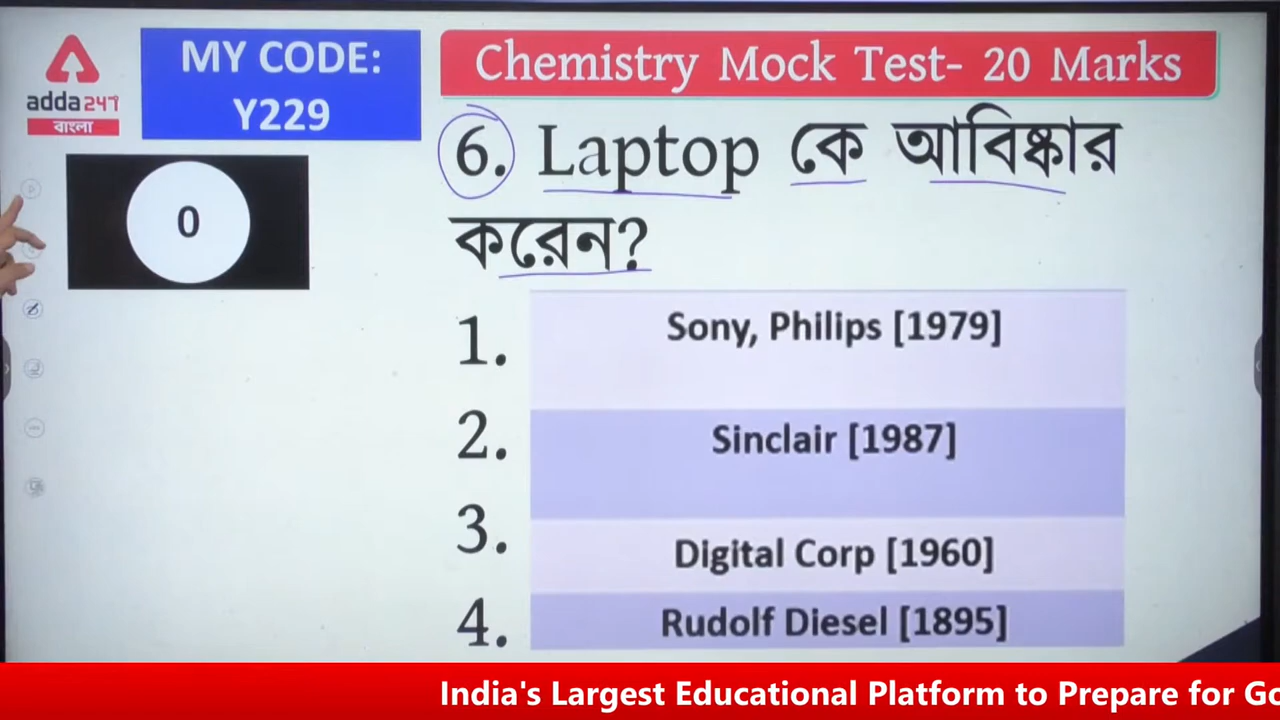 adda247
বাংলা
MY CODE:
Y229
0
Chemistry Mock Test- 20 Marks
6. Laptop কে আবিষ্কার
করেন?
1. Sony, Philips [1979]
2. Sinclair [1987]
3. Digital Corp [1960]
4. Rudolf Diesel [1895]
India's Largest Educational Platform to Prepare for Go